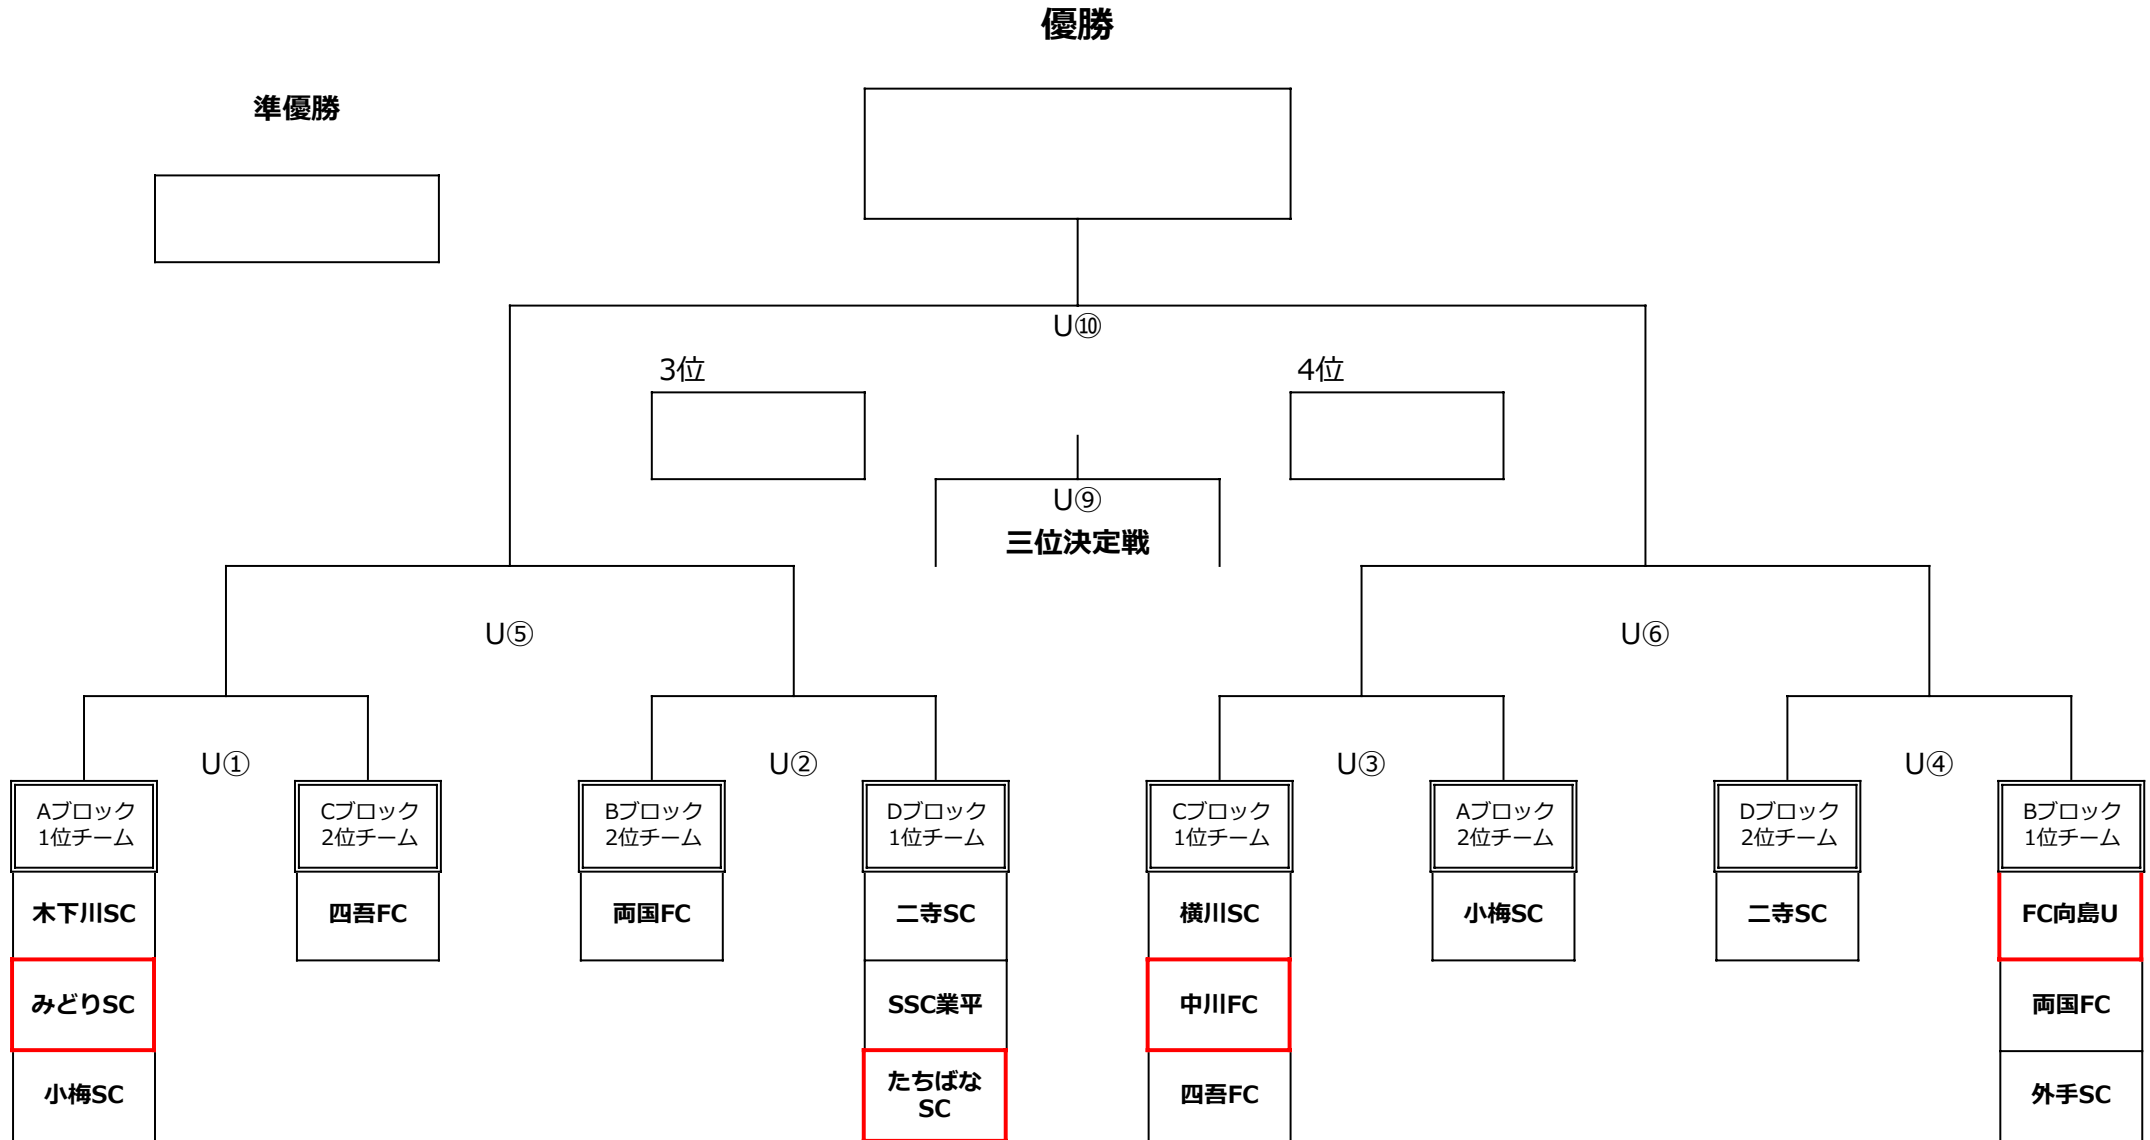 優勝
準優勝
U⑩
3位
4位
U⑨
三位決定戦
U⑤
U⑥
U①
U②
U③
U④
Aブロック
1位チーム
Cブロック
2位チーム
Bブロック
2位チーム
Dブロック
1位チーム
Cブロック
1位チーム
Aブロック
2位チーム
Dブロック
2位チーム
Bブロック
1位チーム
木下川SC
四吾FC
両国FC
二寺SC
横川SC
小梅SC
二寺SC
FC向島U
みどりSC
SSC業平
中川FC
両国FC
小梅SC
たちばな
SC
四吾FC
外手SC